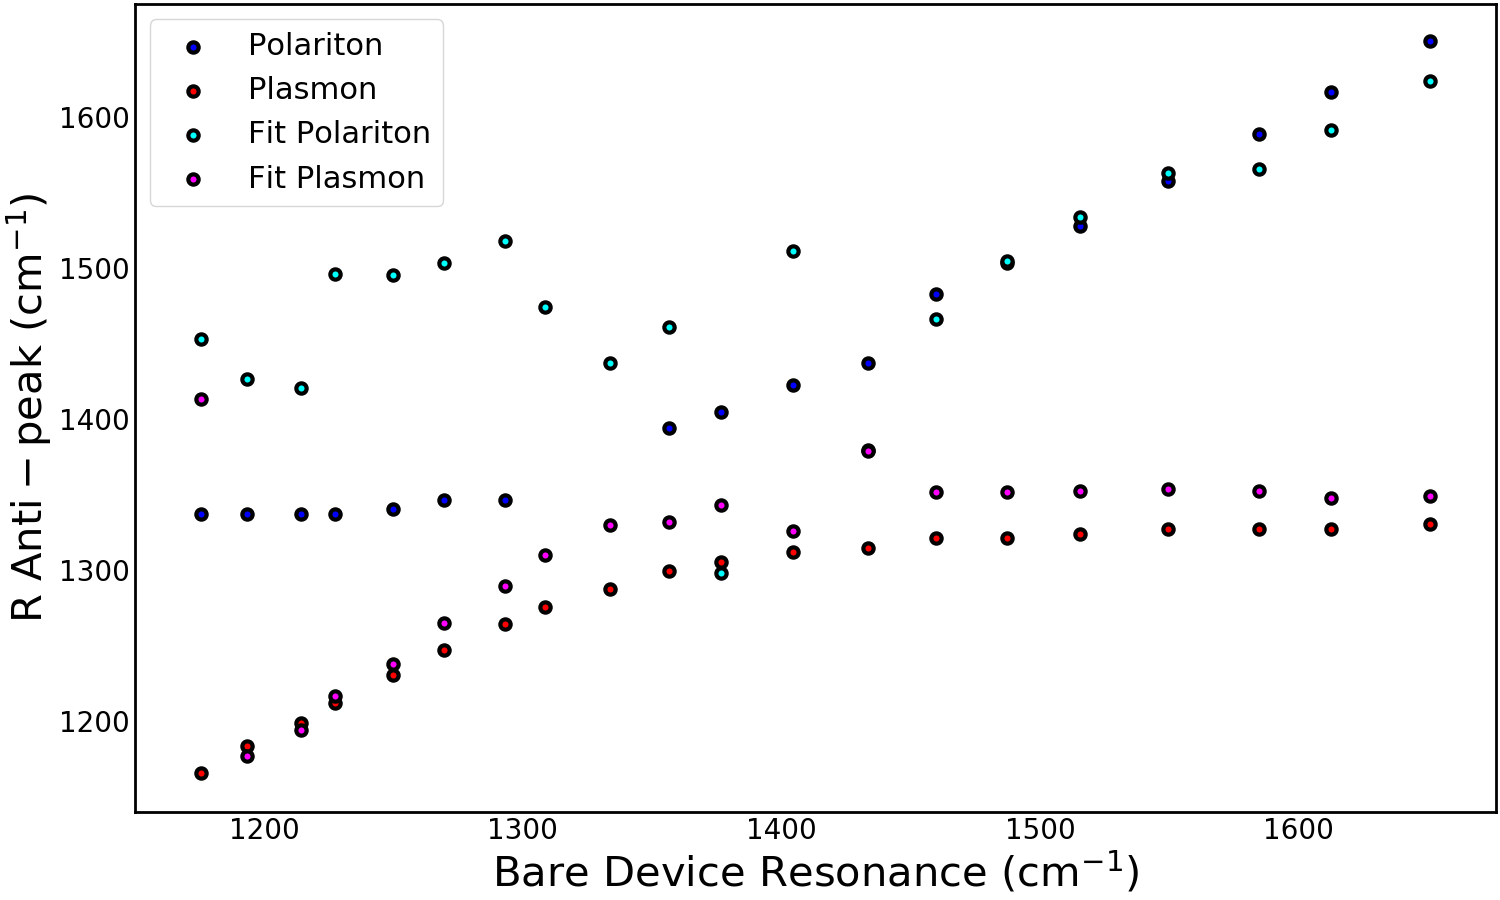 Polariton
Plasmon
Fit Polariton
Fit Plasmon
1600
1500
1400
1300
1200
R Anti − peak (cm⁻¹)
1200 1300 1400 1500 1600
Bare Device Resonance (cm⁻¹)